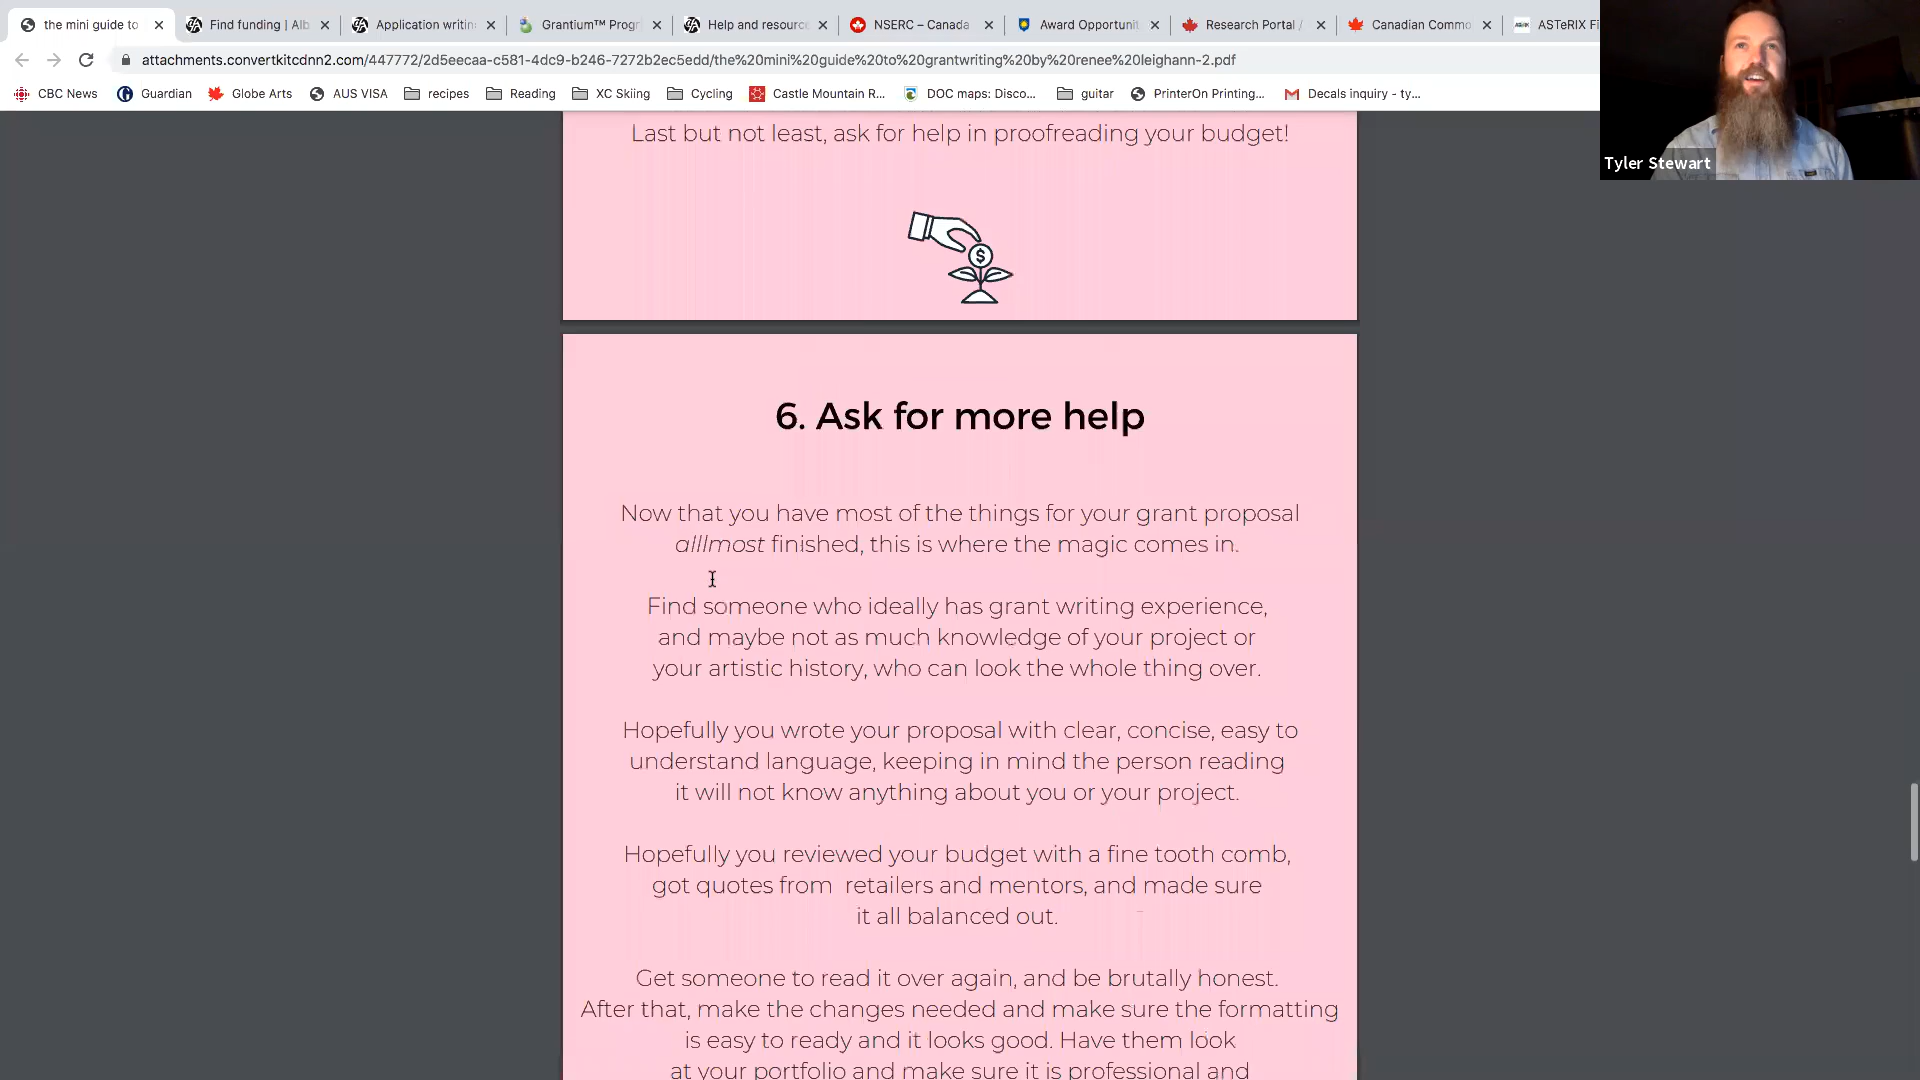 the mini guide to
Find funding | Alb
Application writin
Grantium™ Progr
Help and resource
NSERC – Canada
Award Opportunit
Research Portal /
Canadian Commo
ASTeRIX Fi
attachments.convertkitcdnn2.com/447772/2d5eecaa-c581-4dc9-b246-7272b2ec5edd/the%20mini%20guide%20to%20grantwriting%20by%20renee%20leighann-2.pdf
CBC News
Guardian
Globe Arts
AUS VISA
recipes
Reading
XC Skiing
Cycling
Castle Mountain R...
DOC maps: Disco...
guitar
PrinterOn Printing...
Decals inquiry - ty...
Tyler Stewart
Last but not least, ask for help in proofreading your budget!
$
6. Ask for more help
Now that you have most of the things for your grant proposal
alllmost finished, this is where the magic comes in.
Find someone who ideally has grant writing experience,
and maybe not as much knowledge of your project or
your artistic history, who can look the whole thing over.
Hopefully you wrote your proposal with clear, concise, easy to
understand language, keeping in mind the person reading
it will not know anything about you or your project.
Hopefully you reviewed your budget with a fine tooth comb,
got quotes from retailers and mentors, and made sure
it all balanced out.
Get someone to read it over again, and be brutally honest.
After that, make the changes needed and make sure the formatting
is easy to ready and it looks good. Have them look
at your portfolio and make sure it is professional and